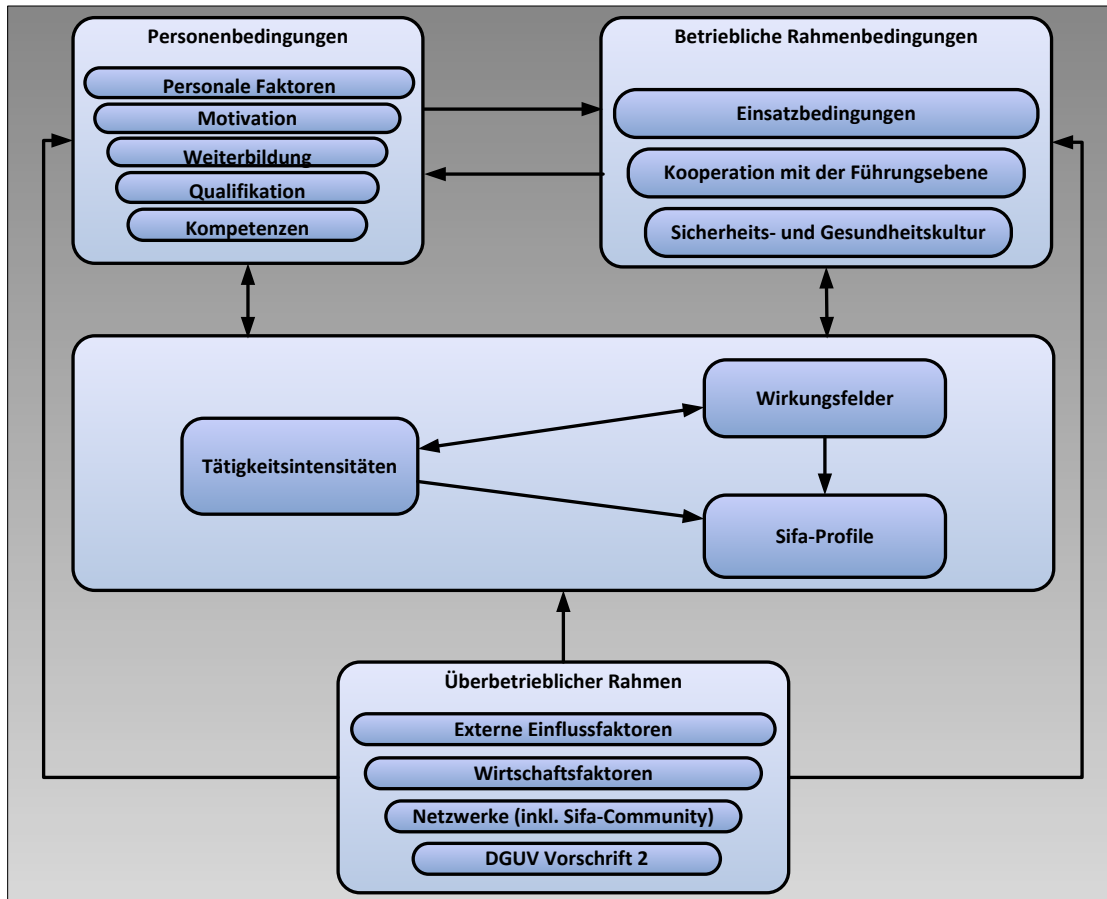 Personenbedingungen
Personale Faktoren
Motivation
Weiterbildung
Qualifikation
Kompetenzen
Betriebliche Rahmenbedingungen
Einsatzbedingungen
Kooperation mit der Führungsebene
Sicherheits- und Gesundheitskultur
Tätigkeitsintensitäten
Wirkungsfelder
Sifa-Profile
Überbetrieblicher Rahmen
Externe Einflussfaktoren
Wirtschaftsfaktoren
Netzwerke (inkl. Sifa-Community)
DGUV Vorschrift 2